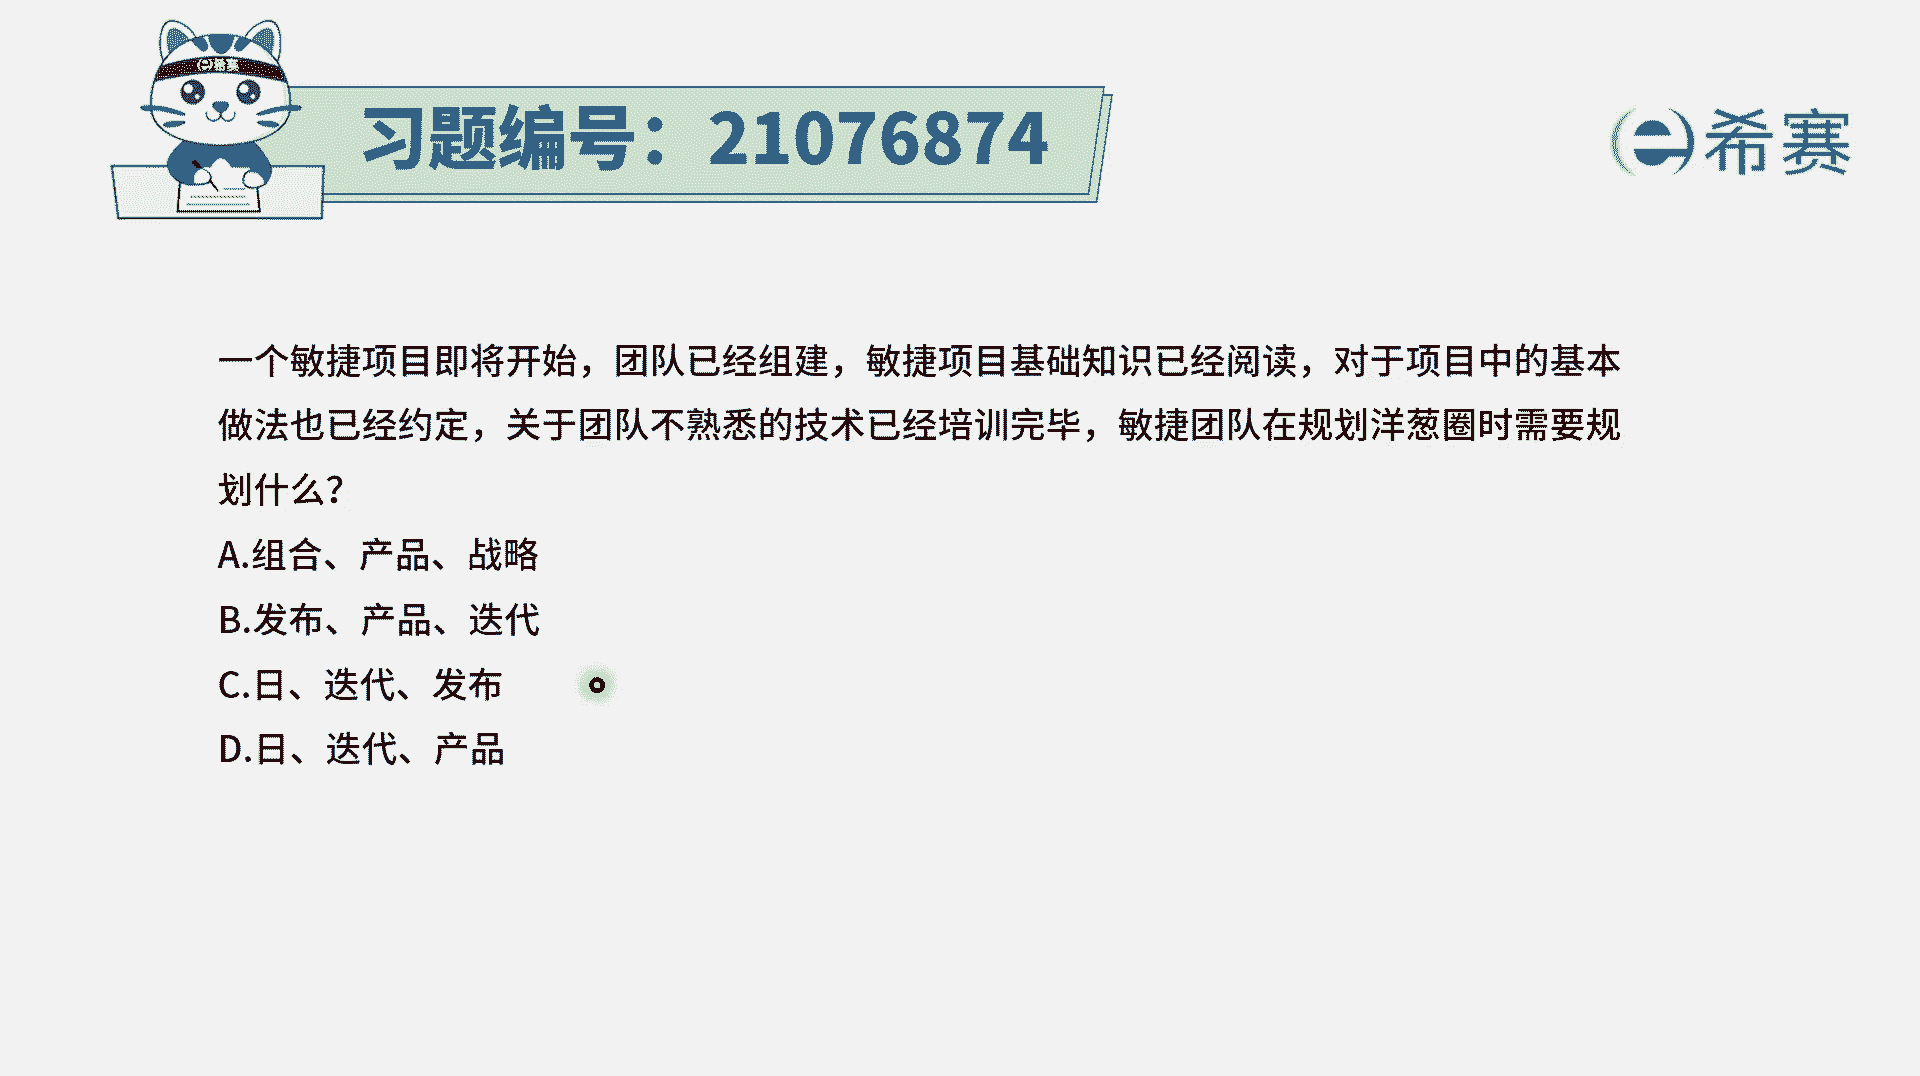 希赛
习题编号：21076874
希赛
一个敏捷项目即将开始，团队已经组建，敏捷项目基础知识已经阅读，对于项目中的基本
做法也已经约定，关于团队不熟悉的技术已经培训完毕，敏捷团队在规划洋葱圈时需要规
划什么？
A.组合、产品、战略
B.发布、产品、迭代
C.日、迭代、发布
D.日、迭代、产品